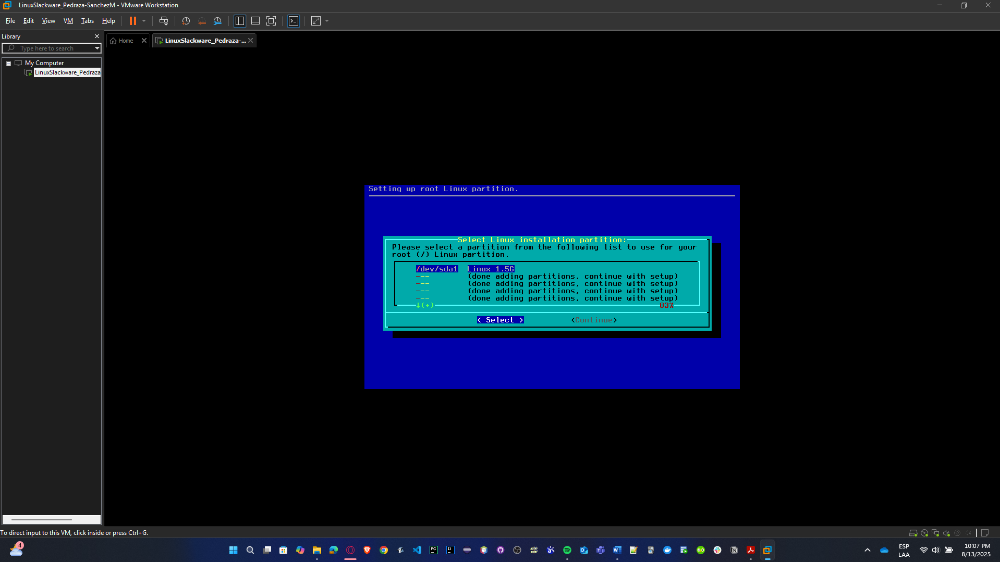 LinuxSlackware_Pedraza-SanchezM - VMware Workstation
File Edit View VM Tabs Help
Library
Home
LinuxSlackware_Pedraza-...
Type here to search
My Computer
LinuxSlackware_Pedraza
Setting up root Linux partition.
Select Linux installation partition:
Please select a partition from the following list to use for your
root (/) Linux partition.
/dev/sda1 Linux 1.5G
--- (done adding partitions, continue with setup)
--- (done adding partitions, continue with setup)
--- (done adding partitions, continue with setup)
--- (done adding partitions, continue with setup)
↓(+) 83%
< Select > <Continue>
To direct input to this VM, click inside or press Ctrl+G.
4
ESP
LAA
10:07 PM
8/13/2025